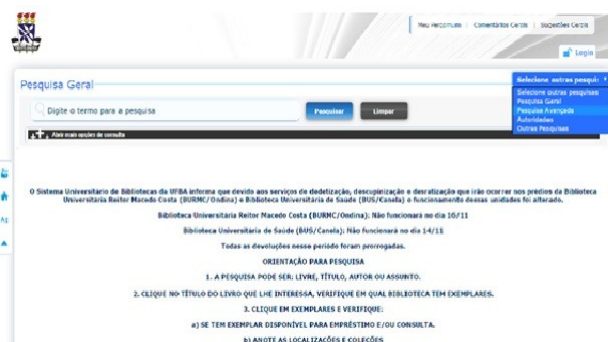 Meu Pergamum | Comentários Gerais | Sugestões Gerais
Login
Pesquisa Geral
Selecione outras pesquisas
Selecione outras pesquisas
Pesquisa Geral
Pesquisa Avançada
Autoridades
Outras Pesquisas
Digite o termo para a pesquisa
Pesquisar
Limpar
Abrir mais opções de consulta
O Sistema Universitário de Bibliotecas da UFBA informa que devido aos serviços de dedetização, descupinização e desratização que irão ocorrer nos prédios da Biblioteca
Universitária Reitor Macedo Costa (BURMC/Ondina) e Biblioteca Universitária de Saúde (BUS/Canela) o funcionamento dessas unidades foi alterado.
Biblioteca Universitária Reitor Macedo Costa (BURMC/Ondina): Não funcionará no dia 16/11
Biblioteca Universitária de Saúde (BUS/Canela): Não funcionará no dia 14/11
Todas as devoluções nesse período foram prorrogadas.
ORIENTAÇÃO PARA PESQUISA
1. A PESQUISA PODE SER: LIVRE, TÍTULO, AUTOR OU ASSUNTO.
2. CLIQUE NO TÍTULO DO LIVRO QUE LHE INTERESSA, VERIFIQUE EM QUAL BIBLIOTECA TEM EXEMPLARES.
3. CLIQUE EM EXEMPLARES E VERIFIQUE:
a) SE TEM EXEMPLAR DISPONÍVEL PARA EMPRÉSTIMO E/OU CONSULTA.
b) ANOTE AS LOCALIZAÇÕES E COLEÇÕES